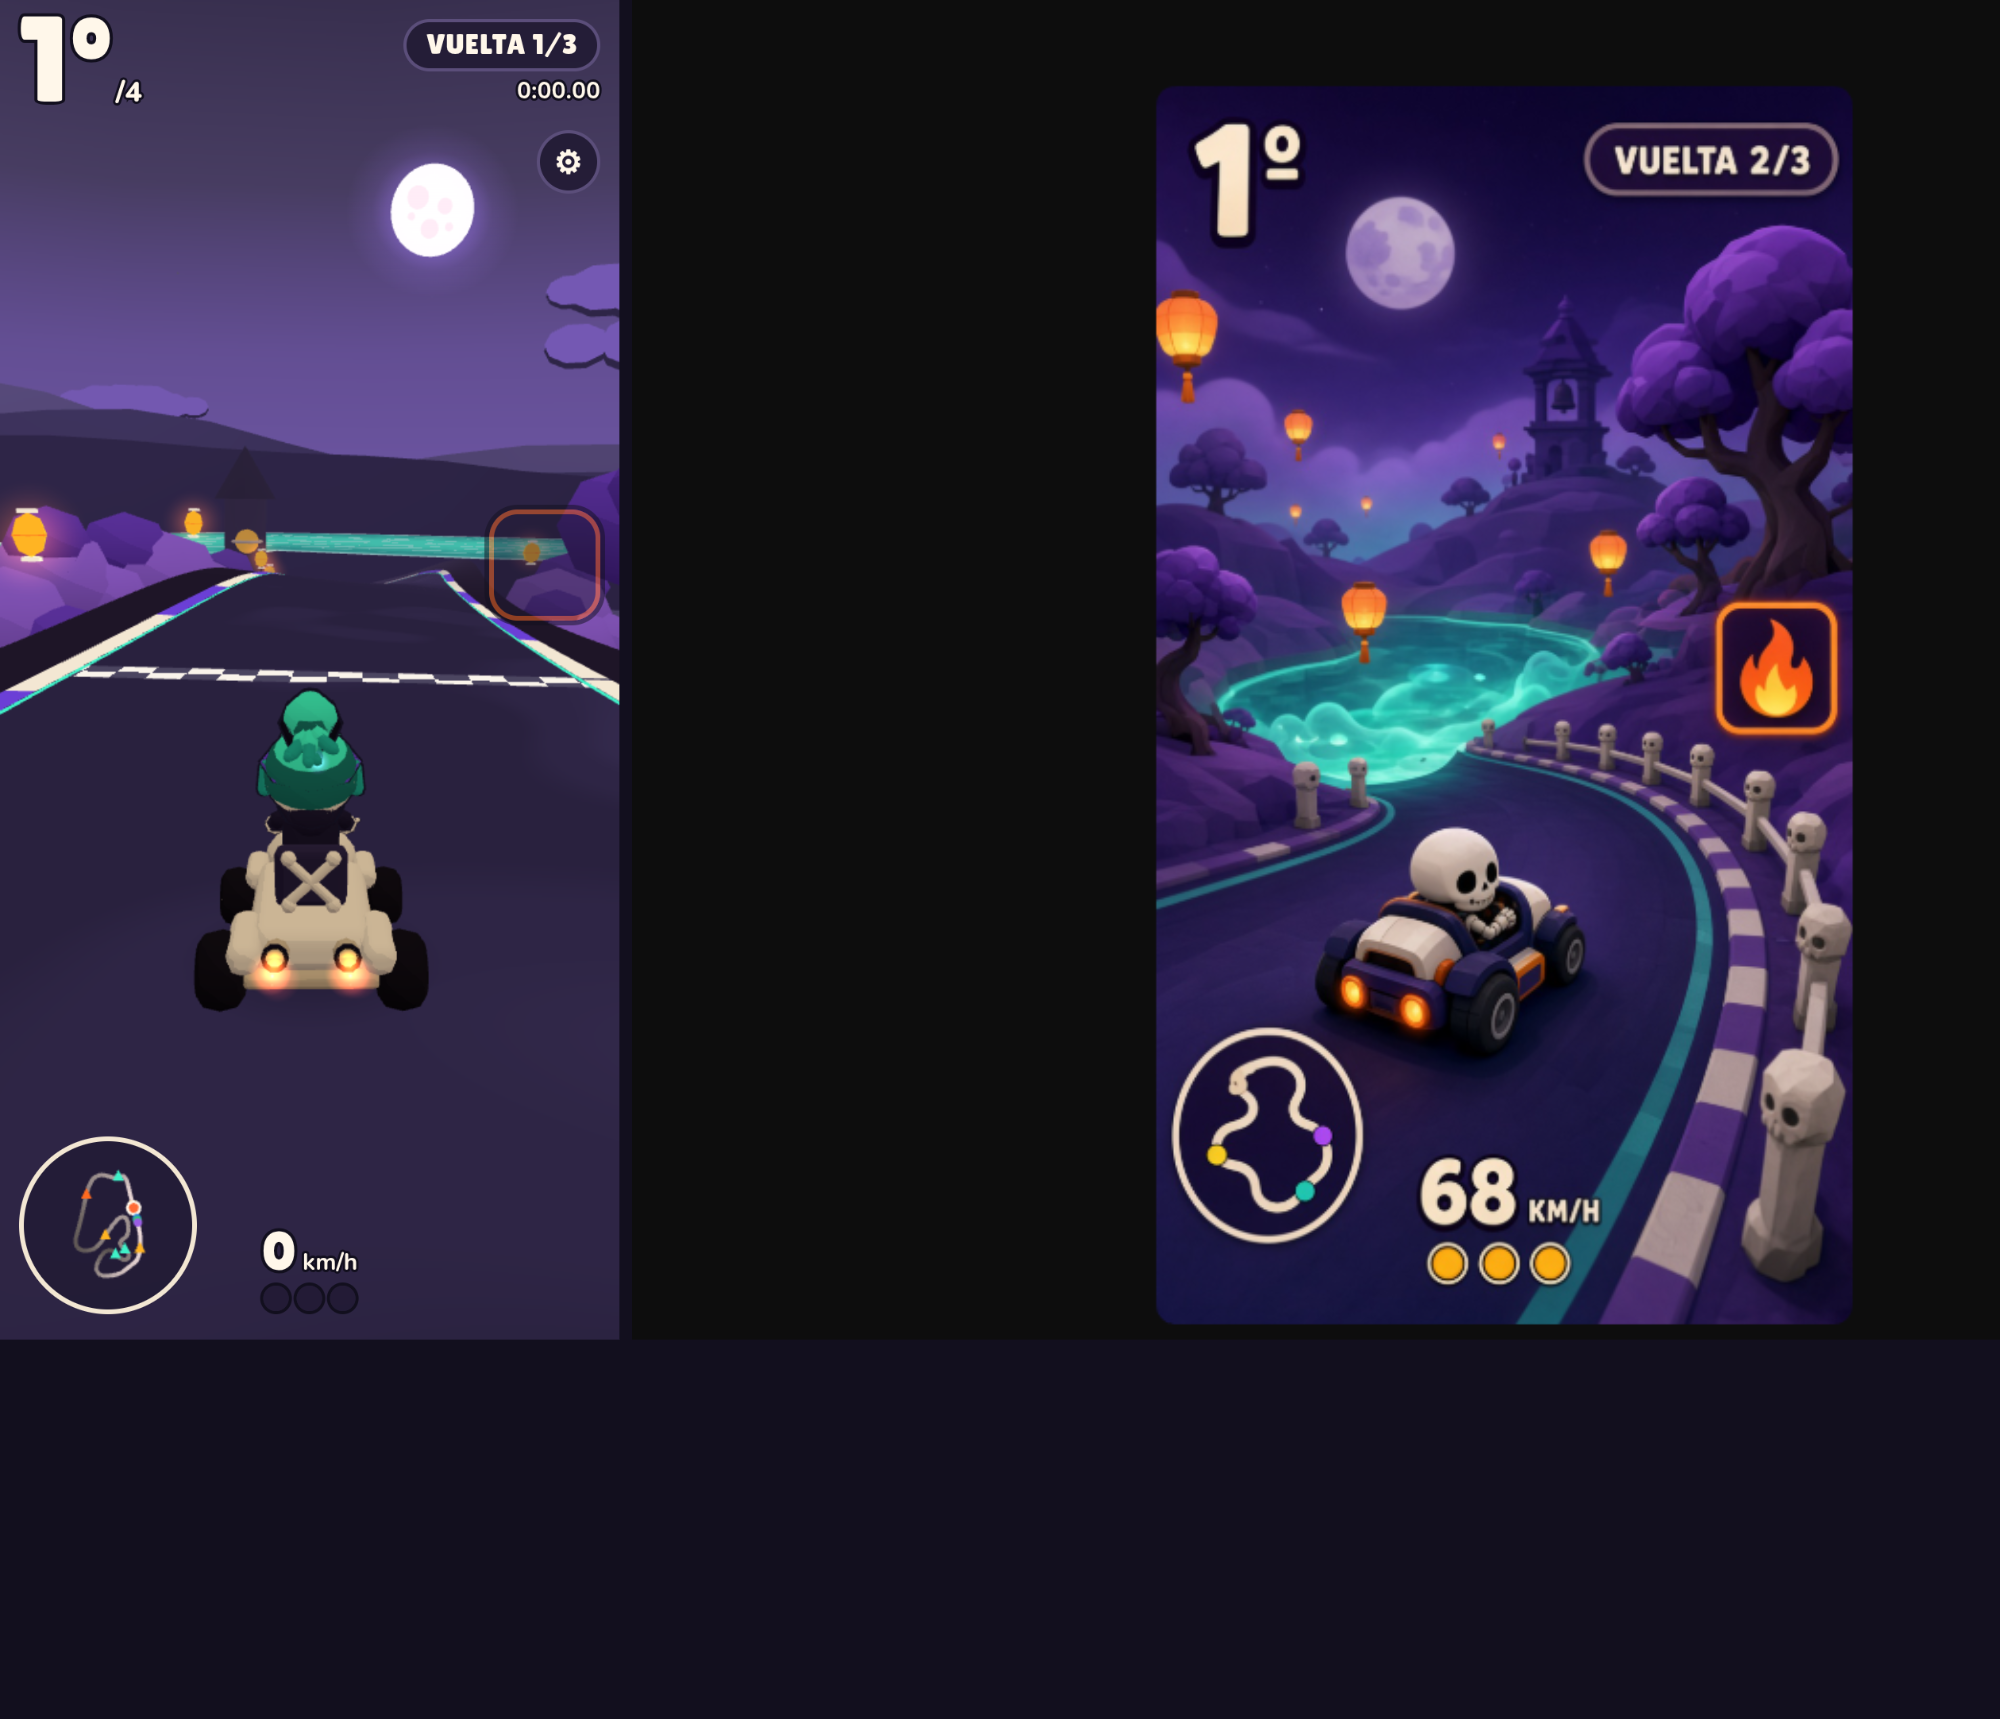 1º
/4
VUELTA 1/3
0:00.00
0 km/h
1º
VUELTA 2/3
68 KM/H